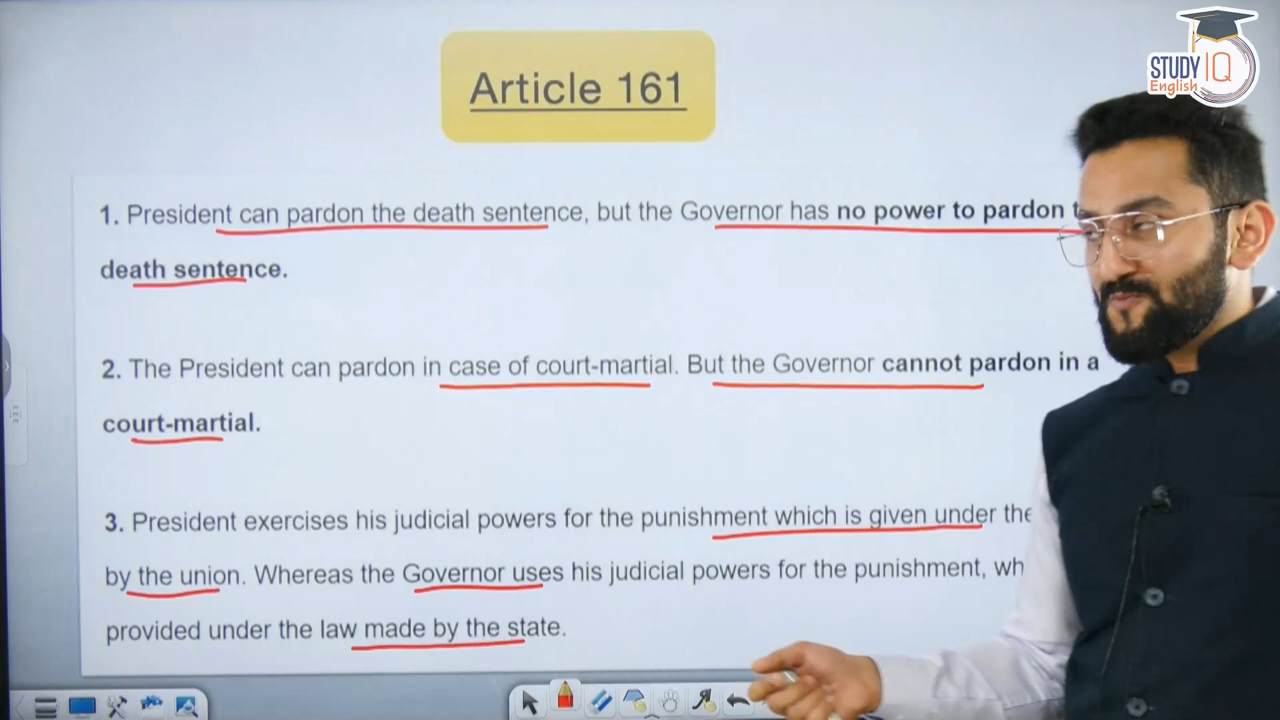 STUDY IQ
English
Article 161
1. President can pardon the death sentence, but the Governor has no power to pardon
death sentence.
2. The President can pardon in case of court-martial. But the Governor cannot pardon in a
court-martial.
3. President exercises his judicial powers for the punishment which is given under the
by the union. Whereas the Governor uses his judicial powers for the punishment,
provided under the law made by the state.